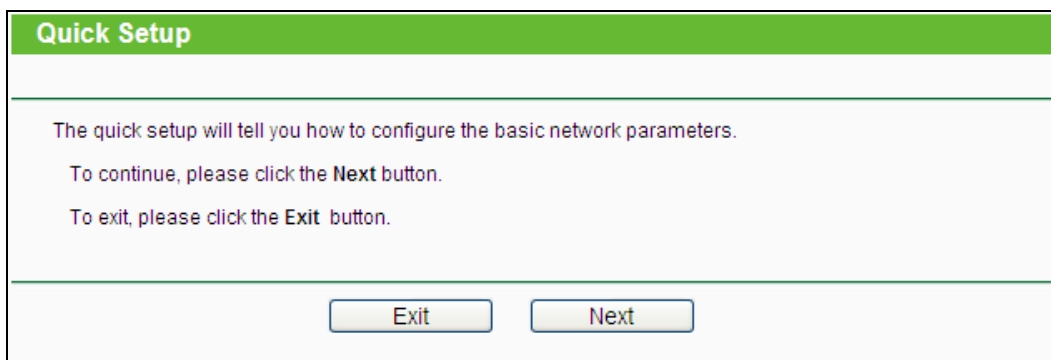 Quick Setup
The quick setup will tell you how to configure the basic network parameters.
To continue, please click the Next button.
To exit, please click the Exit button.
Exit Next